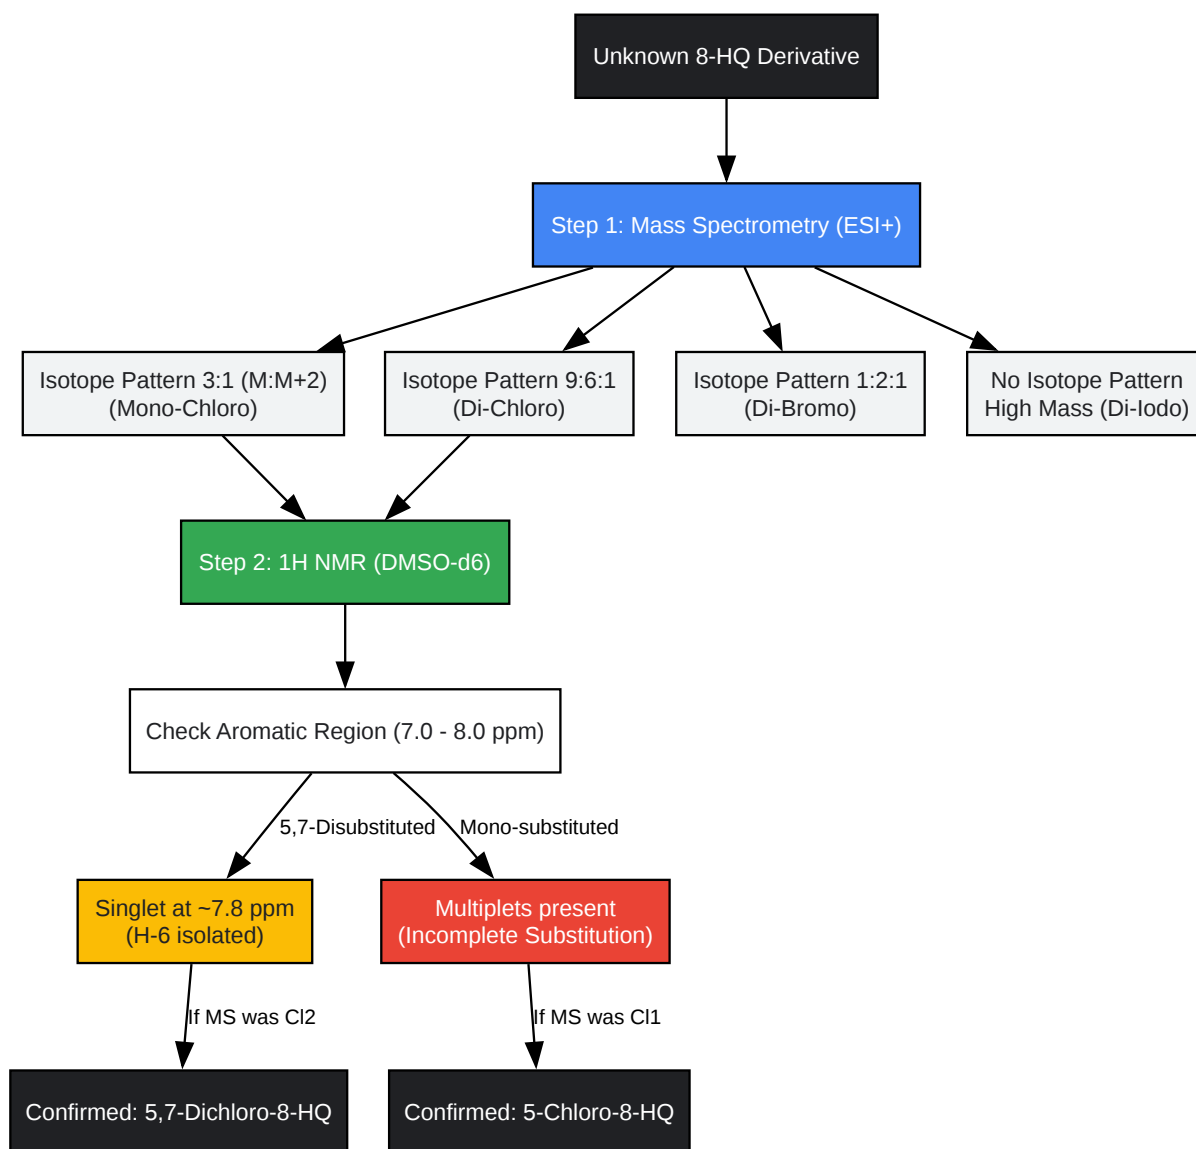 Unknown 8-HQ Derivative
Step 1: Mass Spectrometry (ESI+)
Isotope Pattern 3:1 (M:M+2)
(Mono-Chloro)
Isotope Pattern 9:6:1
(Di-Chloro)
Isotope Pattern 1:2:1
(Di-Bromo)
No Isotope Pattern
High Mass (Di-Iodo)
Step 2: 1H NMR (DMSO-d6)
Check Aromatic Region (7.0 - 8.0 ppm)
5,7-Disubstituted
Mono-substituted
Singlet at ~7.8 ppm
(H-6 isolated)
Multiplets present
(Incomplete Substitution)
If MS was Cl2
If MS was Cl1
Confirmed: 5,7-Dichloro-8-HQ
Confirmed: 5-Chloro-8-HQ